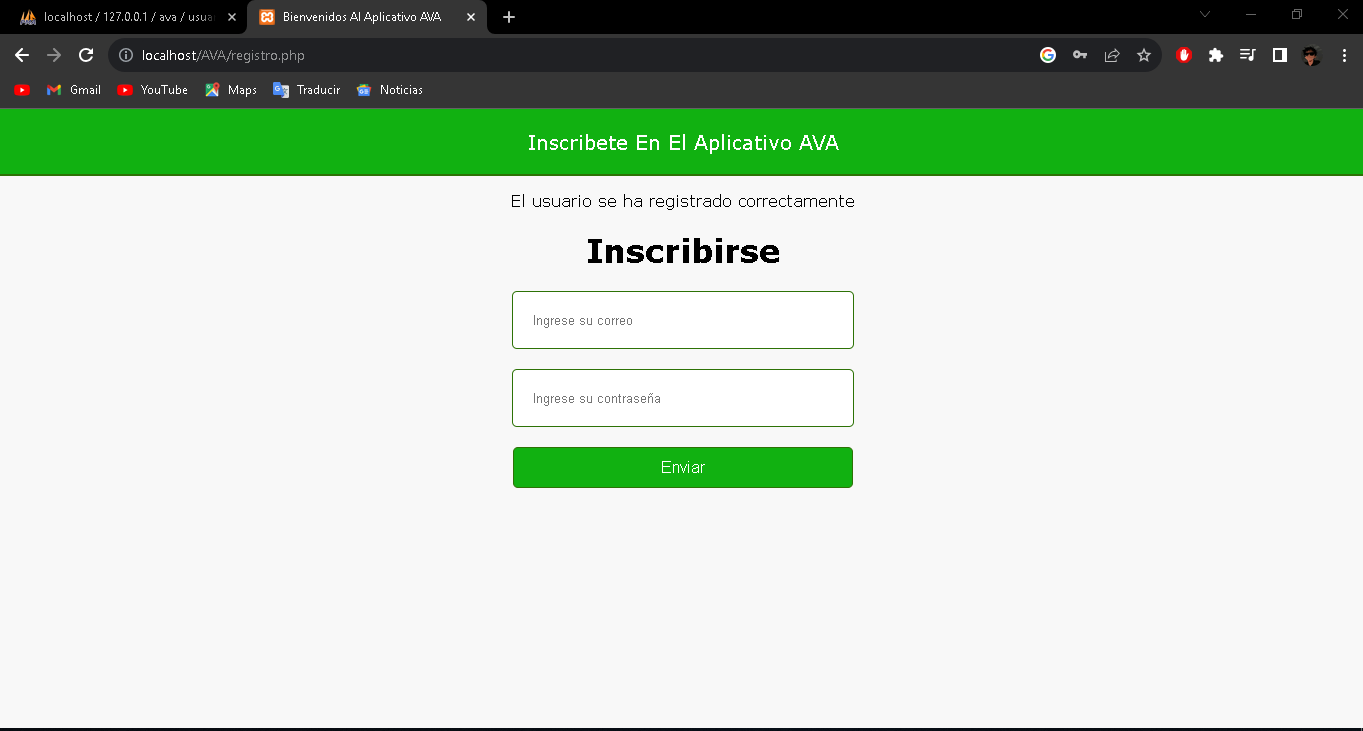 localhost / 127.0.0.1 / ava / usua
Bienvenidos Al Aplicativo AVA
localhost/AVA/registro.php
Gmail
YouTube
Maps
Traducir
Noticias
Inscribete En El Aplicativo AVA
El usuario se ha registrado correctamente
Inscribirse
Ingrese su correo
Ingrese su contraseña
Enviar